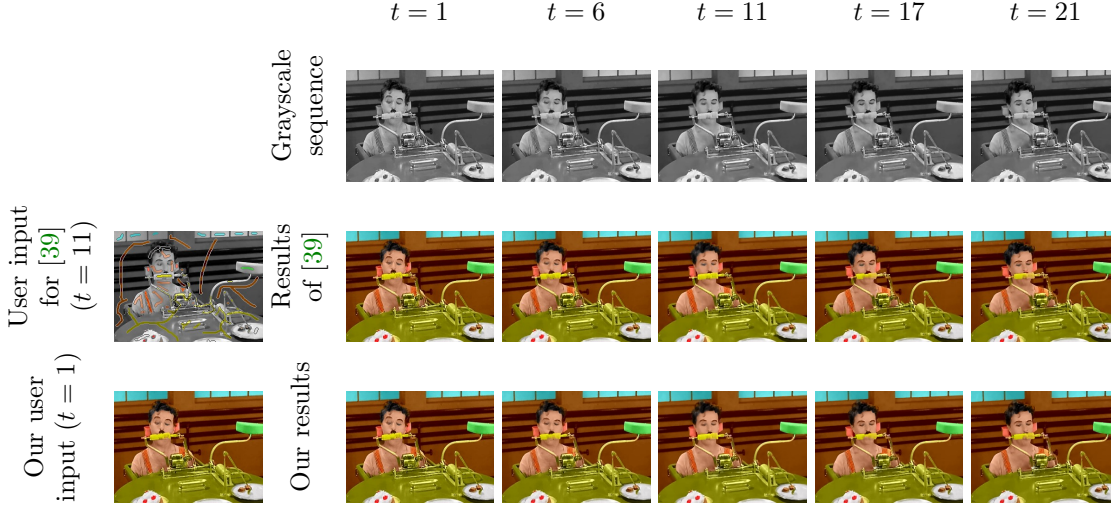 t = 1
t = 6
t = 11
t = 17
t = 21
Grayscale
sequence
User input
for [39]
(t = 11)
Results
of [39]
Our user
input (t = 1)
Our results